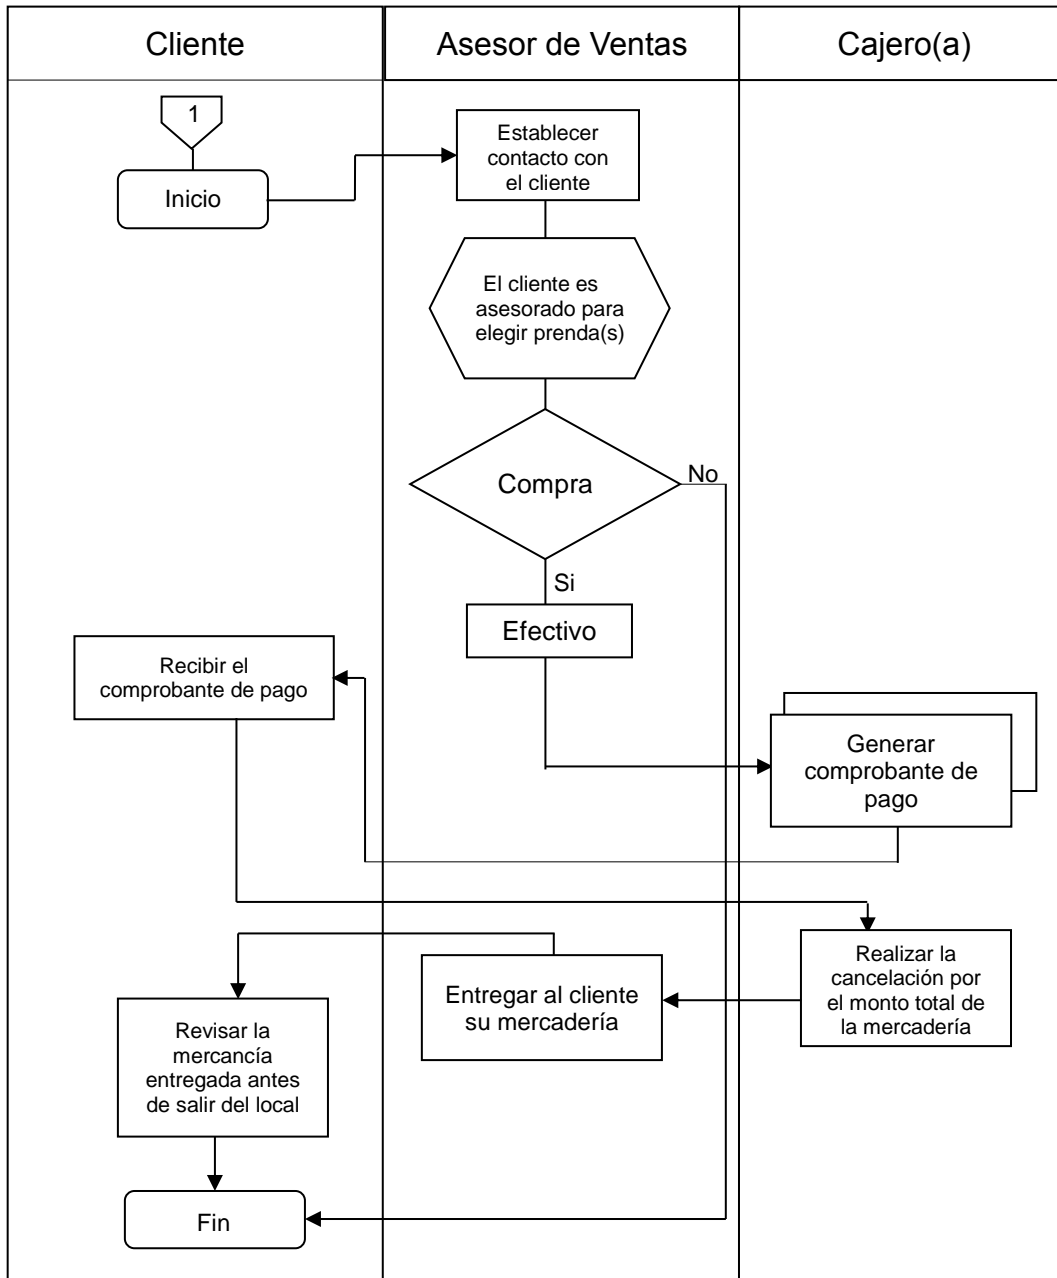 Cliente
Asesor de Ventas
Cajero(a)
1
Inicio
Establecer
contacto con
el cliente
El cliente es
asesorado para
elegir prenda(s)
Compra
No
Si
Efectivo
Recibir el
comprobante de pago
Generar
comprobante de
pago
Realizar la
cancelación por
el monto total de
la mercadería
Entregar al cliente
su mercadería
Revisar la
mercancía
entregada antes
de salir del local
Fin